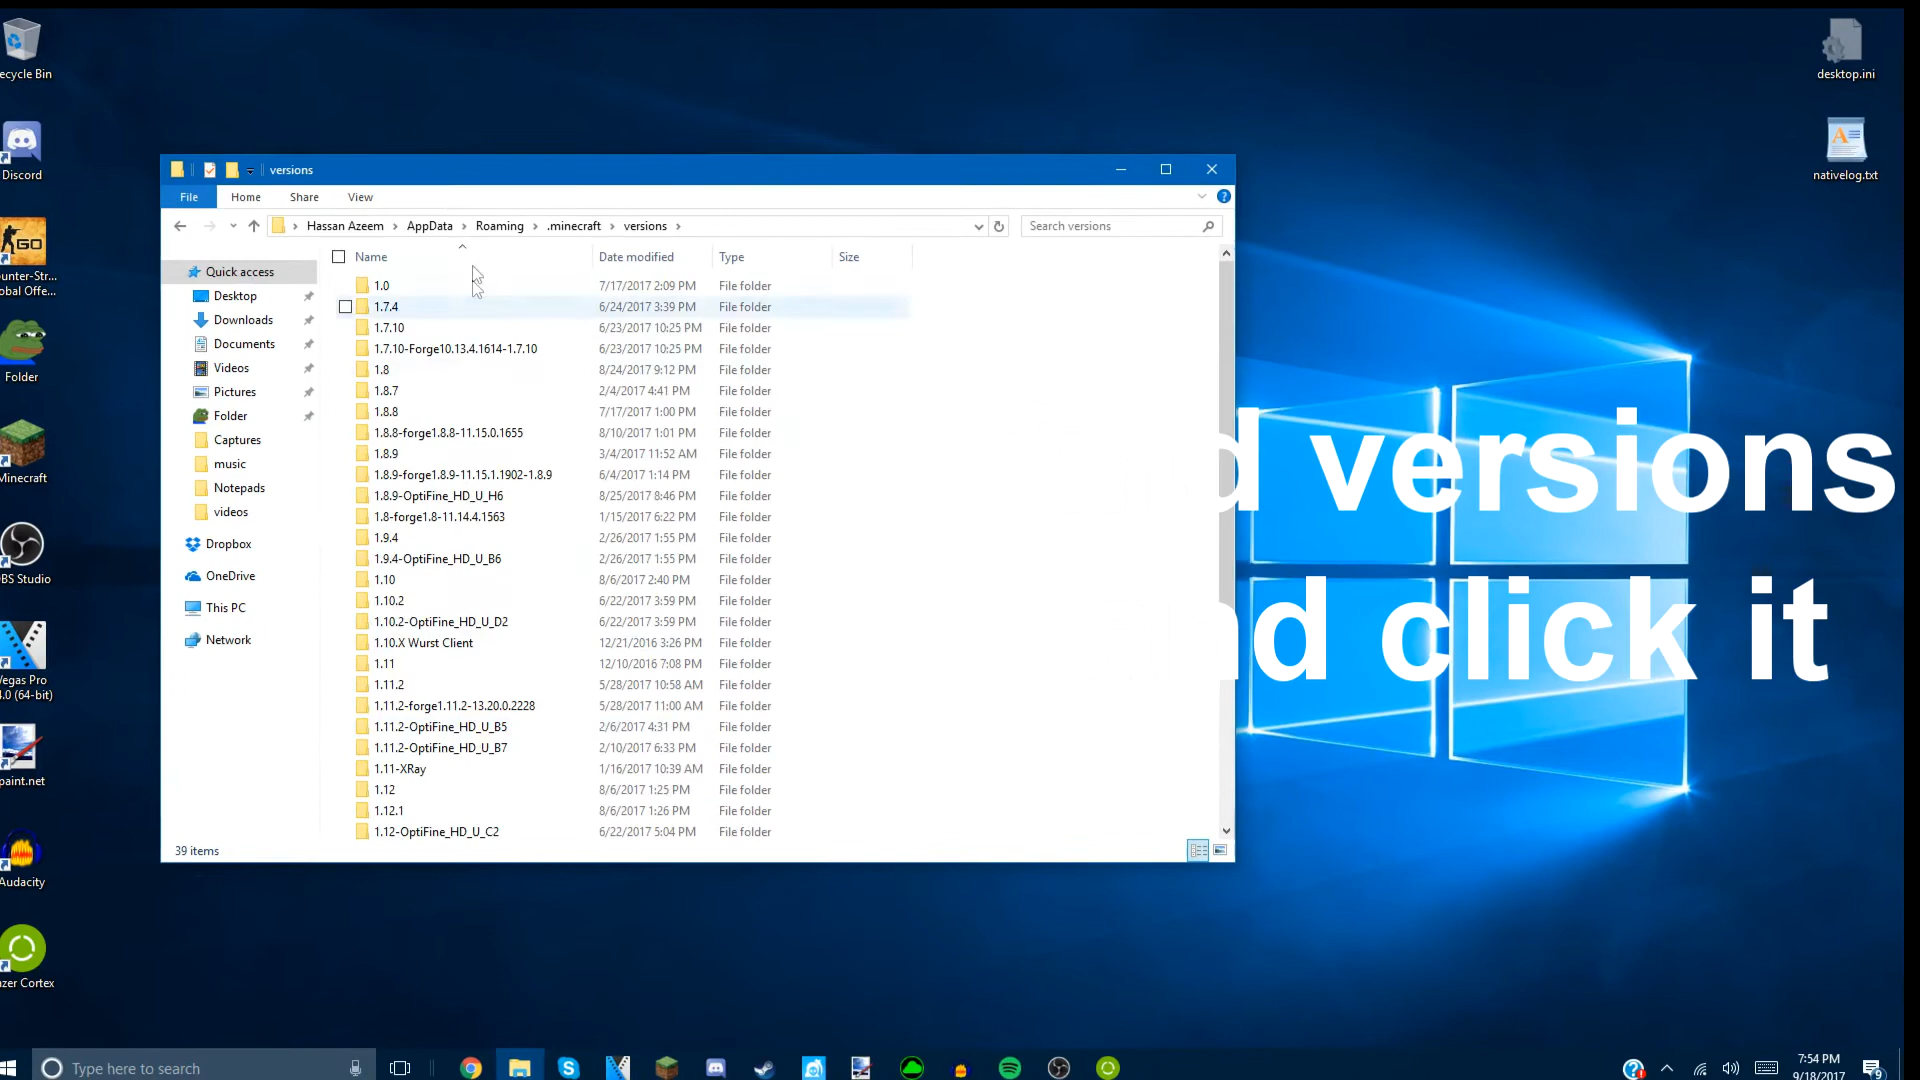 ecycle Bin
Discord
unter-Str...
obal Offe...
Folder
Minecraft
BS Studio
Vegas Pro
4.0 (64-bit)
paint.net
Audacity
zer Cortex
desktop.ini
nativelog.txt
versions
File Home Share View
Hassan Azeem AppData Roaming .minecraft versions
Search versions
Quick access
Desktop
Downloads
Documents
Videos
Pictures
Folder
Captures
music
Notepads
videos
Dropbox
OneDrive
This PC
Network
Name Date modified Type Size
1.0 7/17/2017 2:09 PM File folder
1.7.4 6/24/2017 3:39 PM File folder
1.7.10 6/23/2017 10:25 PM File folder
1.7.10-Forge10.13.4.1614-1.7.10 6/23/2017 10:25 PM File folder
1.8 8/24/2017 9:12 PM File folder
1.8.7 2/4/2017 4:41 PM File folder
1.8.8 7/17/2017 1:00 PM File folder
1.8.8-forge1.8.8-11.15.0.1655 8/10/2017 1:01 PM File folder
1.8.9 3/4/2017 11:52 AM File folder
1.8.9-forge1.8.9-11.15.1.1902-1.8.9 6/4/2017 1:14 PM File folder
1.8.9-OptiFine_HD_U_H6 8/25/2017 8:46 PM File folder
1.8-forge1.8-11.14.4.1563 1/15/2017 6:22 PM File folder
1.9.4 2/26/2017 1:55 PM File folder
1.9.4-OptiFine_HD_U_B6 2/26/2017 1:55 PM File folder
1.10 8/6/2017 2:40 PM File folder
1.10.2 6/22/2017 3:59 PM File folder
1.10.2-OptiFine_HD_U_D2 6/22/2017 3:59 PM File folder
1.10.X Wurst Client 12/21/2016 3:26 PM File folder
1.11 12/10/2016 7:08 PM File folder
1.11.2 5/28/2017 10:58 AM File folder
1.11.2-forge1.11.2-13.20.0.2228 5/28/2017 11:00 AM File folder
1.11.2-OptiFine_HD_U_B5 2/6/2017 4:31 PM File folder
1.11.2-OptiFine_HD_U_B7 2/10/2017 6:33 PM File folder
1.11-XRay 1/16/2017 10:39 AM File folder
1.12 8/6/2017 1:25 PM File folder
1.12.1 8/6/2017 1:26 PM File folder
1.12-OptiFine_HD_U_C2 6/22/2017 5:04 PM File folder
39 items
d versions
nd click it
Type here to search
7:54 PM
9/18/2017
9